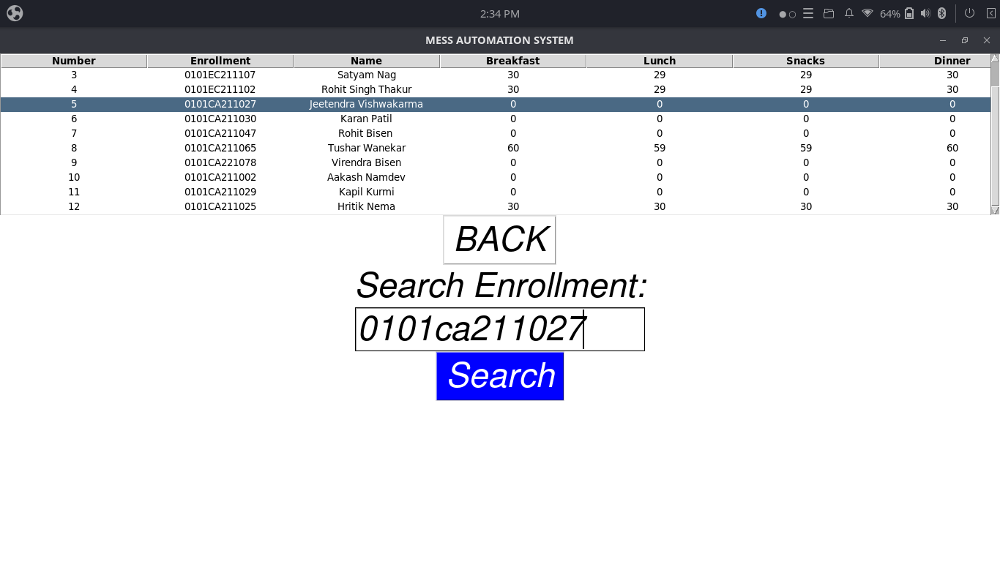 2:34 PM 64%
MESS AUTOMATION SYSTEM
Number Enrollment Name Breakfast Lunch Snacks Dinner
3 0101EC211107 Satyam Nag 30 29 29 30
4 0101EC211102 Rohit Singh Thakur 30 29 29 30
5 0101CA211027 Jeetendra Vishwakarma 0 0 0 0
6 0101CA211030 Karan Patil 0 0 0 0
7 0101CA211047 Rohit Bisen 0 0 0 0
8 0101CA211065 Tushar Wanekar 60 59 59 60
9 0101CA221078 Virendra Bisen 0 0 0 0
10 0101CA211002 Aakash Namdev 0 0 0 0
11 0101CA211029 Kapil Kurmi 0 0 0 0
12 0101CA211025 Hritik Nema 30 30 30 30
BACK
Search Enrollment:
0101ca211027
Search